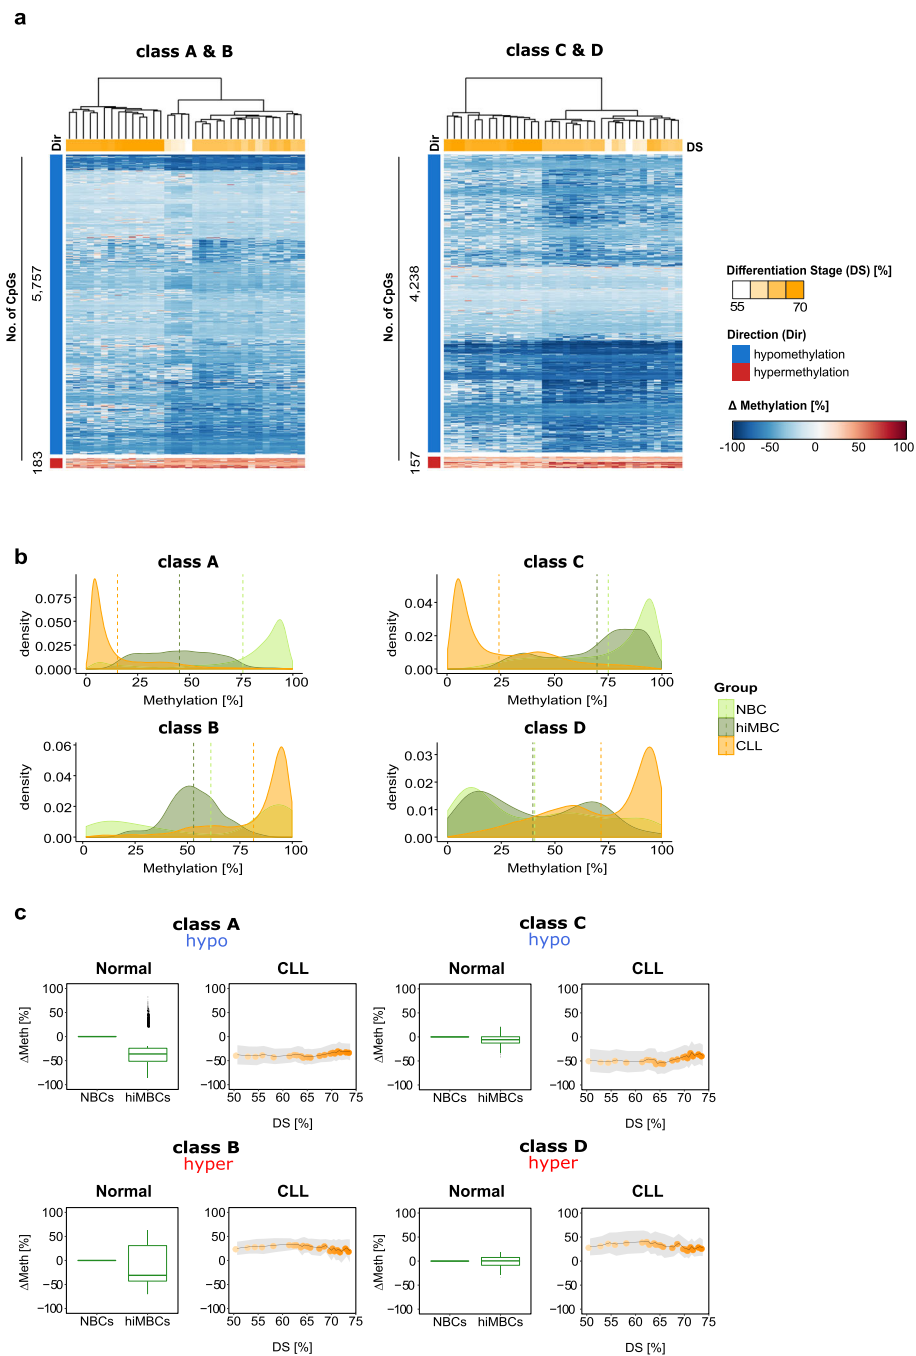 a
class A & B
class C & D
Dir
Dir
DS
No. of CpGs
5,757
183
No. of CpGs
4,238
157
Differentiation Stage (DS) [%]
55 70
Direction (Dir)
hypomethylation
hypermethylation
Δ Methylation [%]
-100 -50 0 50 100
b
class A
density
0.075
0.050
0.025
0.000
0 25 50 75 100
Methylation [%]
class C
density
0.04
0.02
0.00
0 25 50 75 100
Methylation [%]
Group
NBC
hiMBC
CLL
class B
density
0.06
0.04
0.02
0.00
0 25 50 75 100
Methylation [%]
class D
density
0.03
0.02
0.01
0.00
0 25 50 75 100
Methylation [%]
c
class A
hypo
Normal
CLL
ΔMeth [%]
100
50
0
−50
−100
NBCs hiMBCs
100
50
0
−50
−100
50 55 60 65 70 75
DS [%]
class C
hypo
Normal
CLL
ΔMeth [%]
100
50
0
−50
−100
NBCs hiMBCs
100
50
0
−50
−100
50 55 60 65 70 75
DS [%]
class B
hyper
Normal
CLL
ΔMeth [%]
100
50
0
−50
−100
NBCs hiMBCs
100
50
0
−50
−100
50 55 60 65 70 75
DS [%]
class D
hyper
Normal
CLL
ΔMeth [%]
100
50
0
−50
−100
NBCs hiMBCs
100
50
0
−50
−100
50 55 60 65 70 75
DS [%]